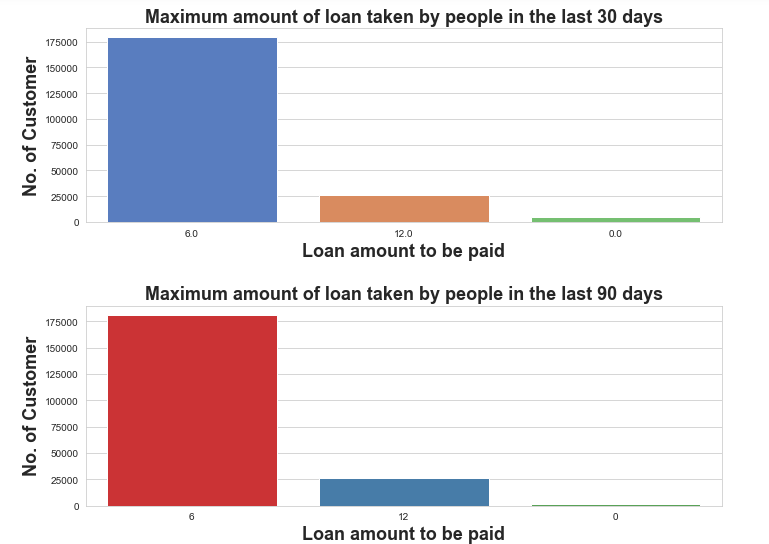 Maximum amount of loan taken by people in the last 30 days
No. of Customer
175000
150000
125000
100000
75000
50000
25000
0
6.0 12.0 0.0
Loan amount to be paid
Maximum amount of loan taken by people in the last 90 days
No. of Customer
175000
150000
125000
100000
75000
50000
25000
0
6 12 0
Loan amount to be paid